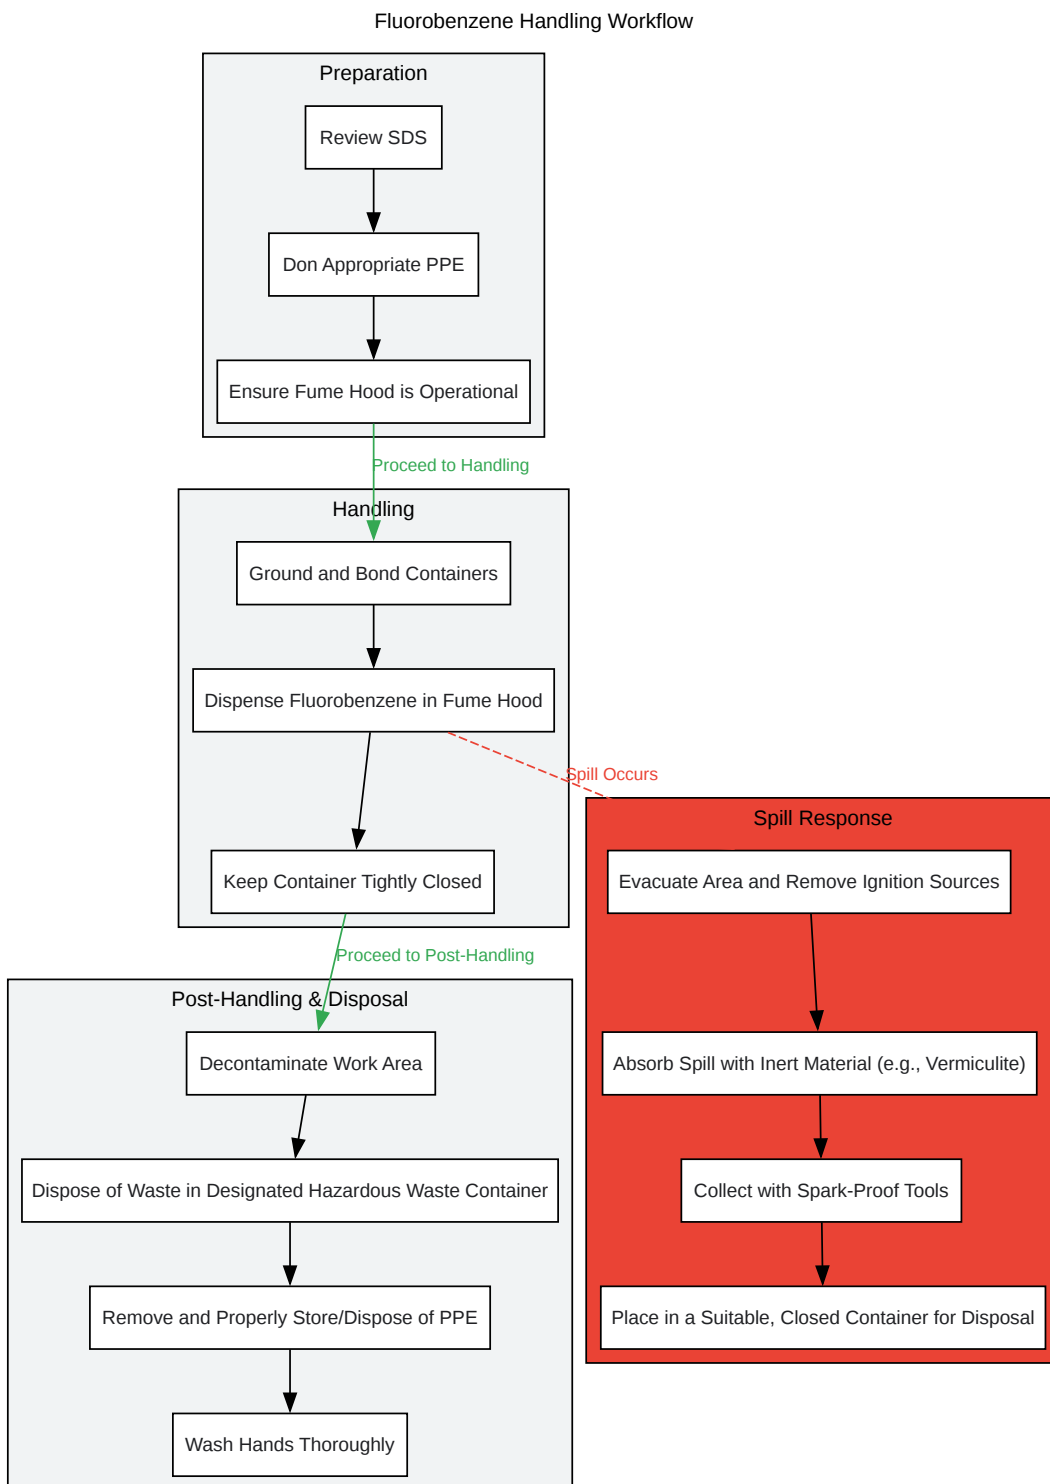 Fluorobenzene Handling Workflow
Preparation
Review SDS
Don Appropriate PPE
Ensure Fume Hood is Operational
Proceed to Handling
Handling
Ground and Bond Containers
Dispense Fluorobenzene in Fume Hood
Spill Occurs
Keep Container Tightly Closed
Proceed to Post-Handling
Post-Handling & Disposal
Decontaminate Work Area
Dispose of Waste in Designated Hazardous Waste Container
Remove and Properly Store/Dispose of PPE
Wash Hands Thoroughly
Spill Response
Evacuate Area and Remove Ignition Sources
Absorb Spill with Inert Material (e.g., Vermiculite)
Collect with Spark-Proof Tools
Place in a Suitable, Closed Container for Disposal